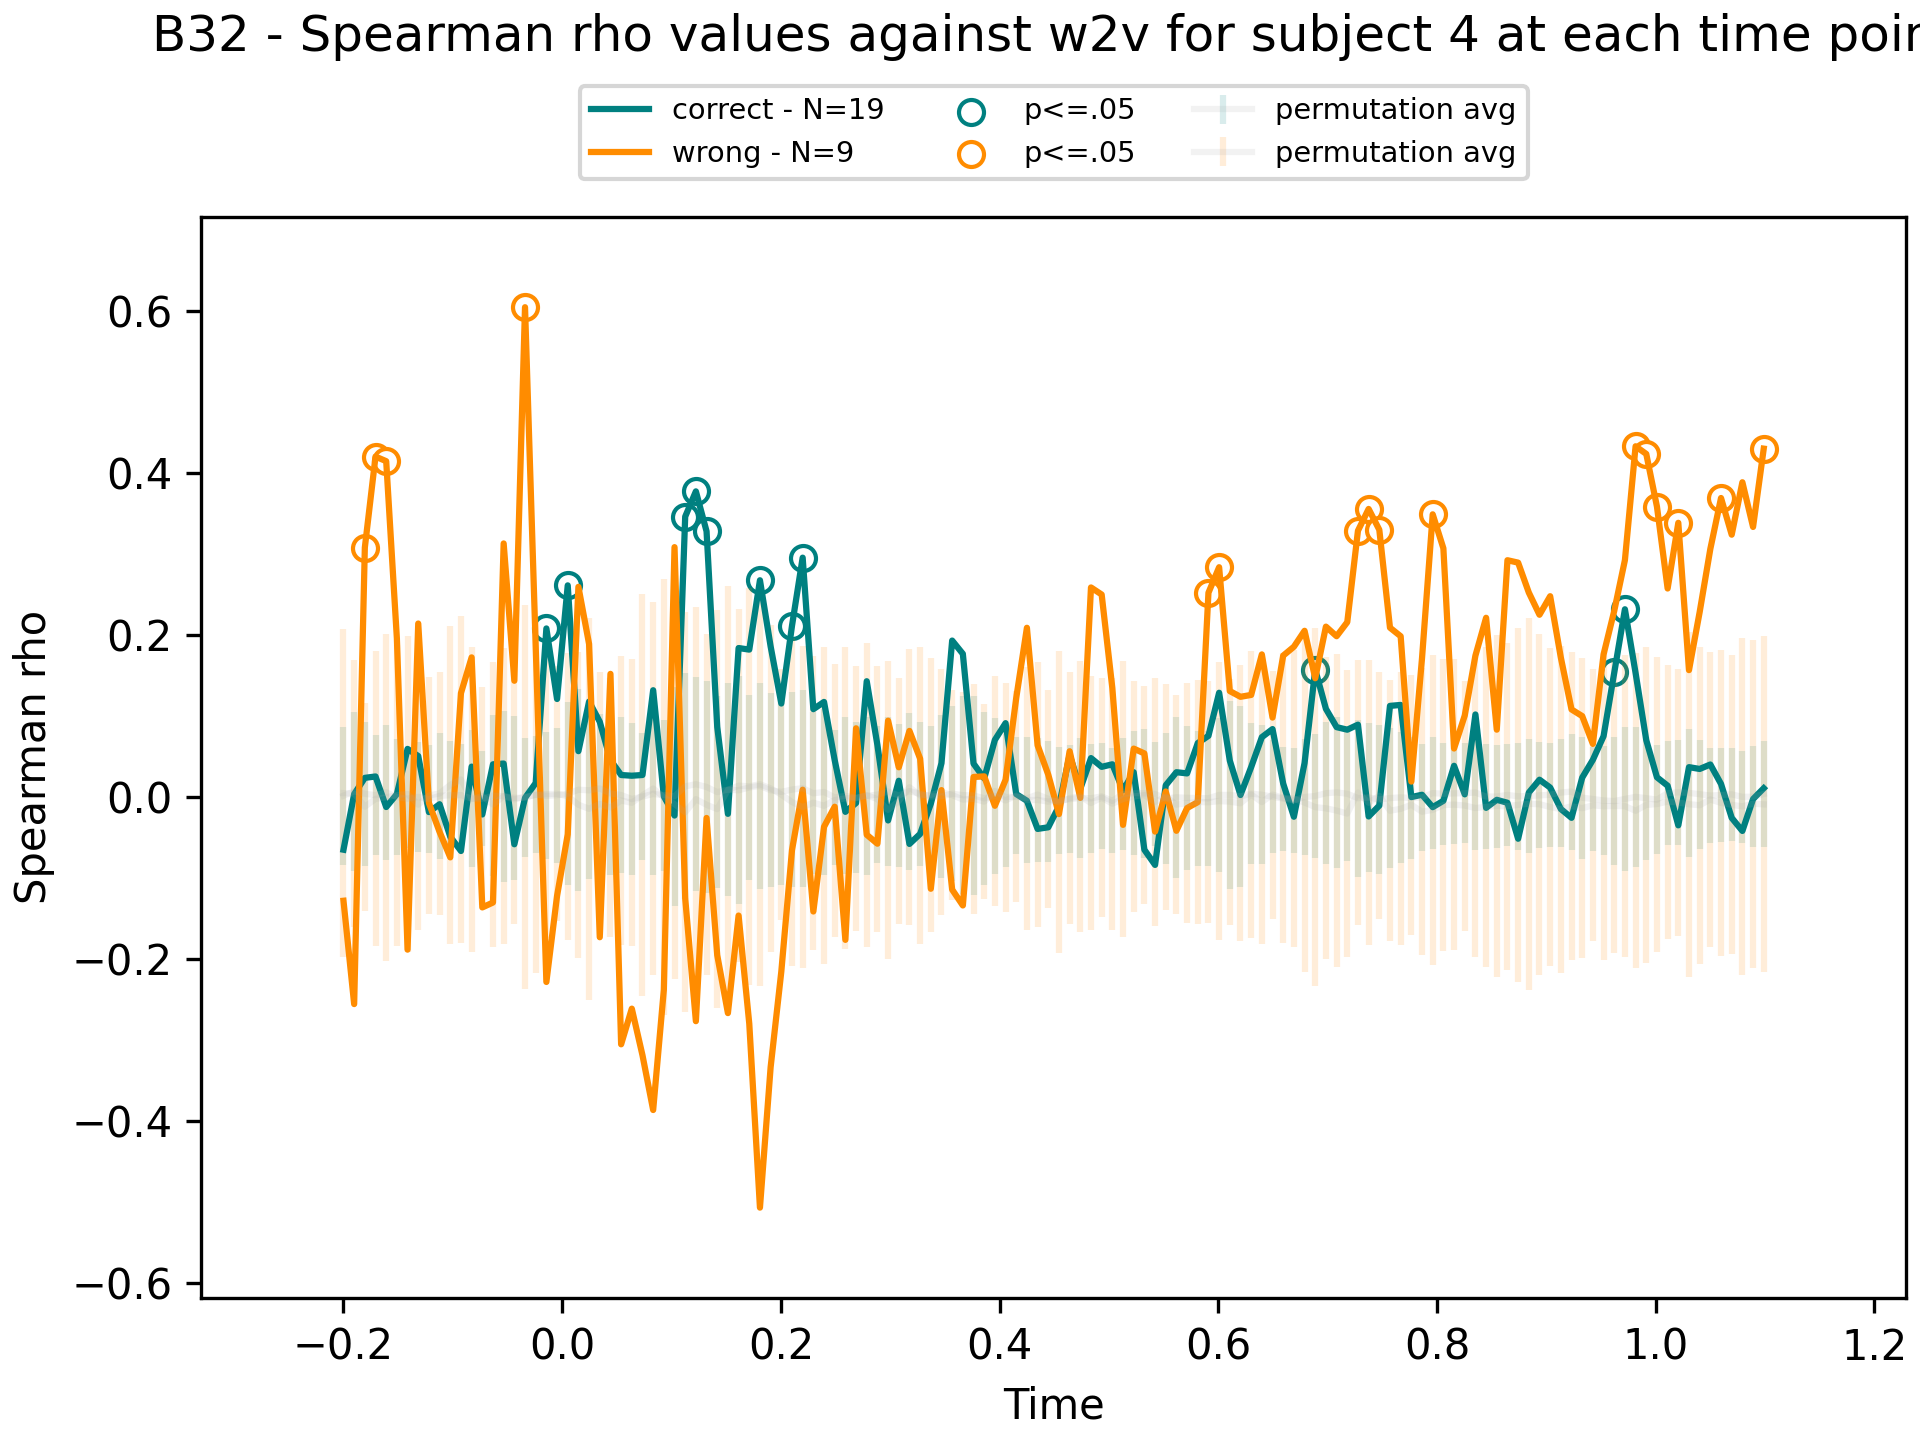 B32 - Spearman rho values against w2v for subject 4 at each time poin
correct - N=19
wrong - N=9
p<=.05
p<=.05
permutation avg
permutation avg
Spearman rho
0.6
0.4
0.2
0.0
−0.2
−0.4
−0.6
−0.2 0.0 0.2 0.4 0.6 0.8 1.0 1.2
Time